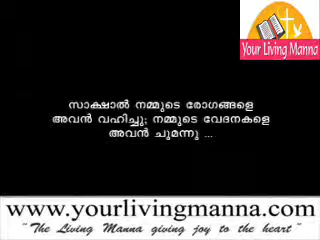 Your Living Manna
സാക്ഷാൽ നമ്മുടെ രോഗങ്ങളെ
അവൻ വഹിച്ചു; നമ്മുടെ വേദനകളെ
അവൻ ചുമന്നു ...
www.yourlivingmanna.com
"The Living Manna giving joy to the heart"